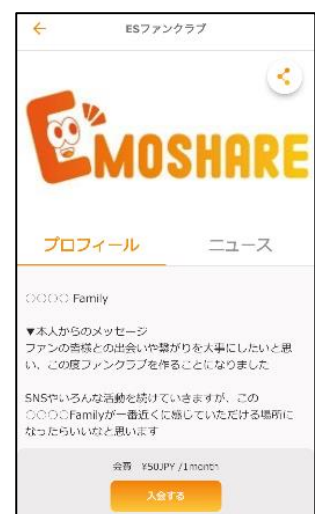 ESファンクラブ
EMOSHARE
プロフィール ニュース
○○○○ Family
▼本人からのメッセージ
ファンの皆様との出会いや繋がりを大事にしたいと思
い、この度ファンクラブを作ることになりました
SNSやいろんな活動を続けていきますが、この
○○○○Familyが一番近くに感じていただける場所に
なったらいいなと思います
会費 ¥50JPY /1month
入会する